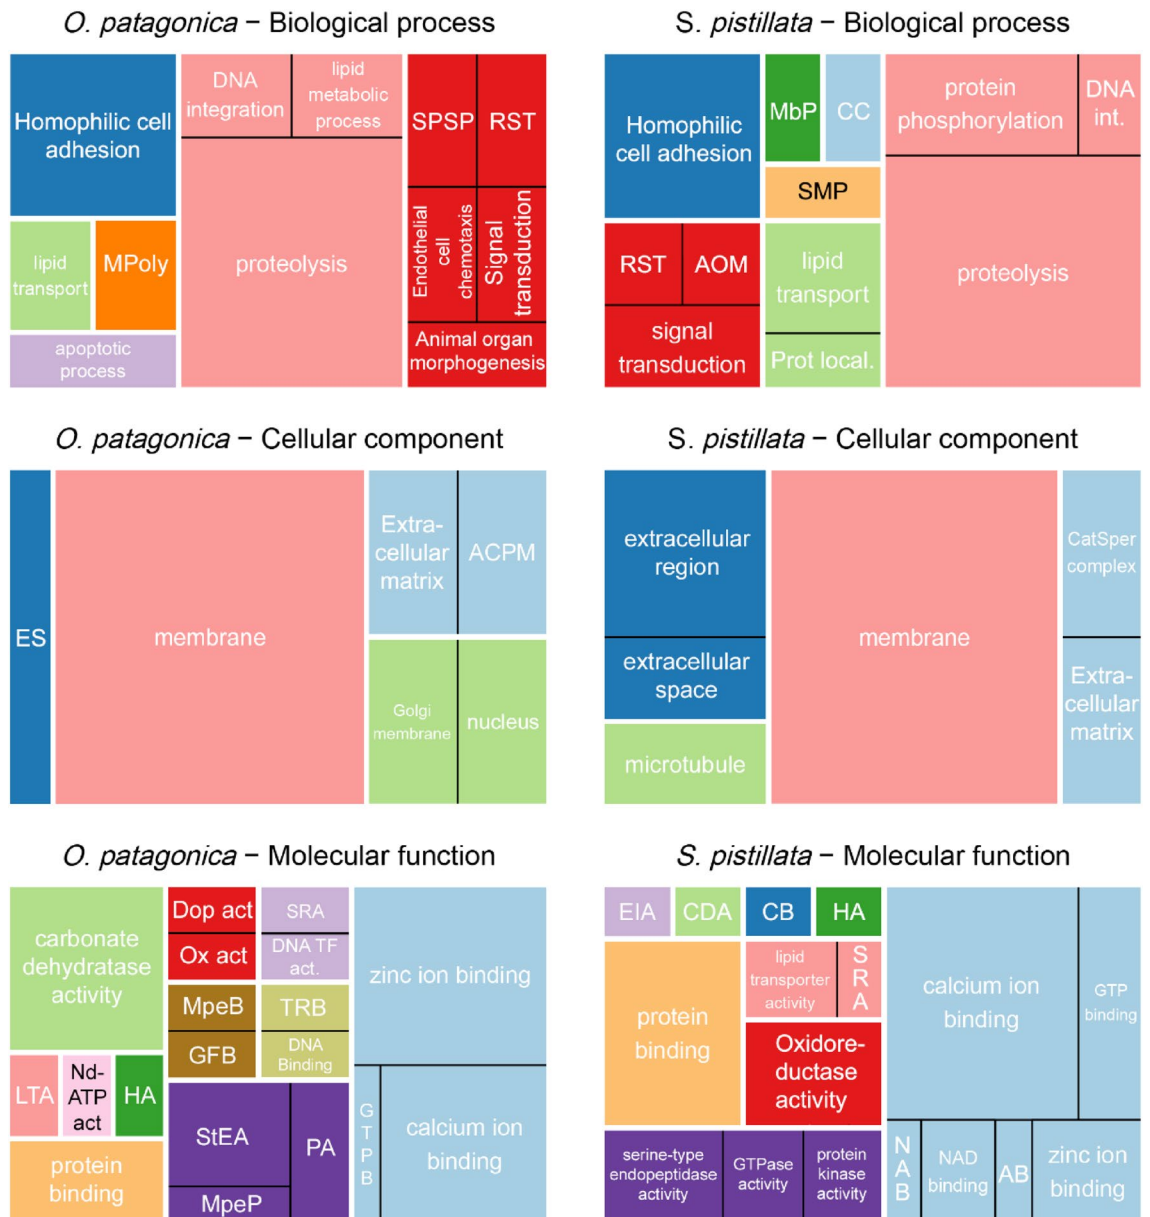 O. patagonica – Biological process
Homophilic cell
adhesion
DNA
integration
lipid
metabolic
process
SPSP
RST
lipid
transport
MPoly
proteolysis
Endothelial
cell
chemotaxis
Signal
transduction
apoptotic
process
Animal organ
morphogenesis
S. pistillata – Biological process
Homophilic
cell adhesion
MbP
CC
protein
phosphorylation
DNA
int.
SMP
RST
AOM
lipid
transport
proteolysis
signal
transduction
Prot local.
O. patagonica – Cellular component
ES
membrane
Extra-
cellular
matrix
ACPM
Golgi
membrane
nucleus
S. pistillata – Cellular component
extracellular
region
extracellular
space
microtubule
membrane
CatSper
complex
Extra-
cellular
matrix
O. patagonica – Molecular function
carbonate
dehydratase
activity
Dop act
Ox act
SRA
DNA TF
act.
zinc ion binding
MpeB
GFB
TRB
DNA
Binding
LTA
Nd-
ATP
act
HA
StEA
PA
MpeP
protein
binding
G
T
P
B
calcium ion
binding
S. pistillata – Molecular function
EIA
CDA
CB
HA
protein
binding
lipid
transporter
activity
S
R
A
Oxidore-
ductase
activity
calcium ion
binding
GTP
binding
serine-type
endopeptidase
activity
GTPase
activity
protein
kinase
activity
N
A
B
NAD
binding
AB
zinc ion
binding